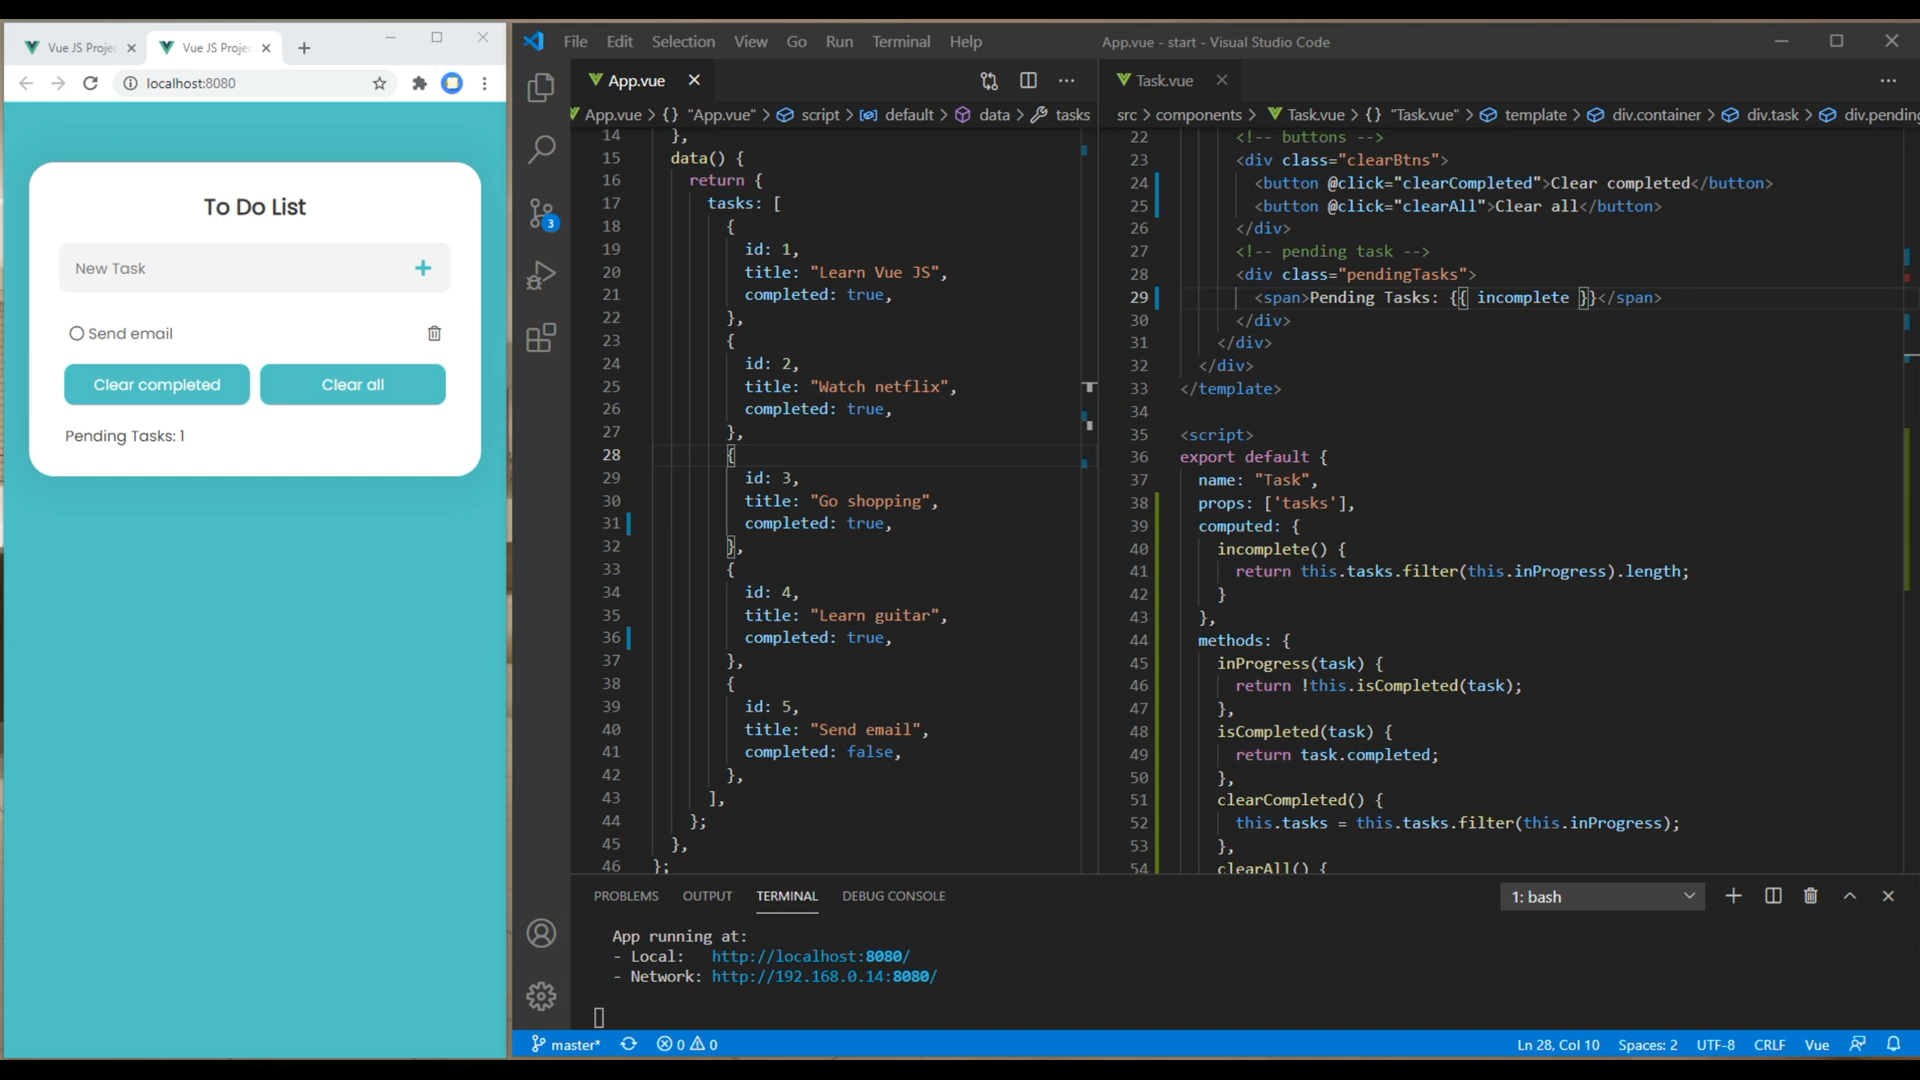 Vue JS Projec
Vue JS Projec
localhost:8080
To Do List
New Task
Send email
Clear completed
Clear all
Pending Tasks: 1
File Edit Selection View Go Run Terminal Help
App.vue - start - Visual Studio Code
3
App.vue
App.vue > {} "App.vue" > script > default > data > tasks
14 },
15 data() {
16 return {
17 tasks: [
18 {
19 id: 1,
20 title: "Learn Vue JS",
21 completed: true,
22 },
23 {
24 id: 2,
25 title: "Watch netflix",
26 completed: true,
27 },
28 {
29 id: 3,
30 title: "Go shopping",
31 completed: true,
32 },
33 {
34 id: 4,
35 title: "Learn guitar",
36 completed: true,
37 },
38 {
39 id: 5,
40 title: "Send email",
41 completed: false,
42 },
43 ],
44 };
45 },
46 };
Task.vue
src > components > Task.vue > {} "Task.vue" > template > div.container > div.task > div.pending
22 <!-- buttons -->
23 <div class="clearBtns">
24 <button @click="clearCompleted">Clear completed</button>
25 <button @click="clearAll">Clear all</button>
26 </div>
27 <!-- pending task -->
28 <div class="pendingTasks">
29 <span>Pending Tasks: {{ incomplete }}</span>
30 </div>
31 </div>
32 </div>
33 </template>
34
35 <script>
36 export default {
37 name: "Task",
38 props: ['tasks'],
39 computed: {
40 incomplete() {
41 return this.tasks.filter(this.inProgress).length;
42 }
43 },
44 methods: {
45 inProgress(task) {
46 return !this.isCompleted(task);
47 },
48 isCompleted(task) {
49 return task.completed;
50 },
51 clearCompleted() {
52 this.tasks = this.tasks.filter(this.inProgress);
53 },
54 clearAll() {
PROBLEMS OUTPUT TERMINAL DEBUG CONSOLE
1: bash
App running at:
- Local: http://localhost:8080/
- Network: http://192.168.0.14:8080/
master* 0 0
Ln 28, Col 10 Spaces: 2 UTF-8 CRLF Vue